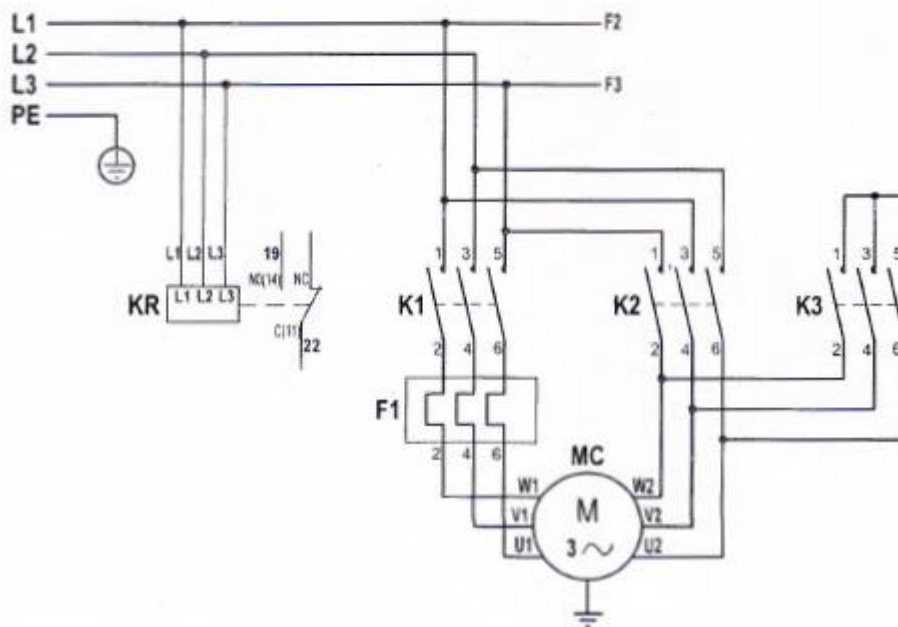 L1 F2
L2
L3 F3
PE
L1 L2 L3 19
NO(14) NC
KR L1 L2 L3
C(11)
22
1 3 5 1 3 5 1 3 5
K1 K2 K3
2 4 6 2 4 6 2 4 6
F1
2 4 6
MC
W1 W2
M
V1 V2
3
U1 U2